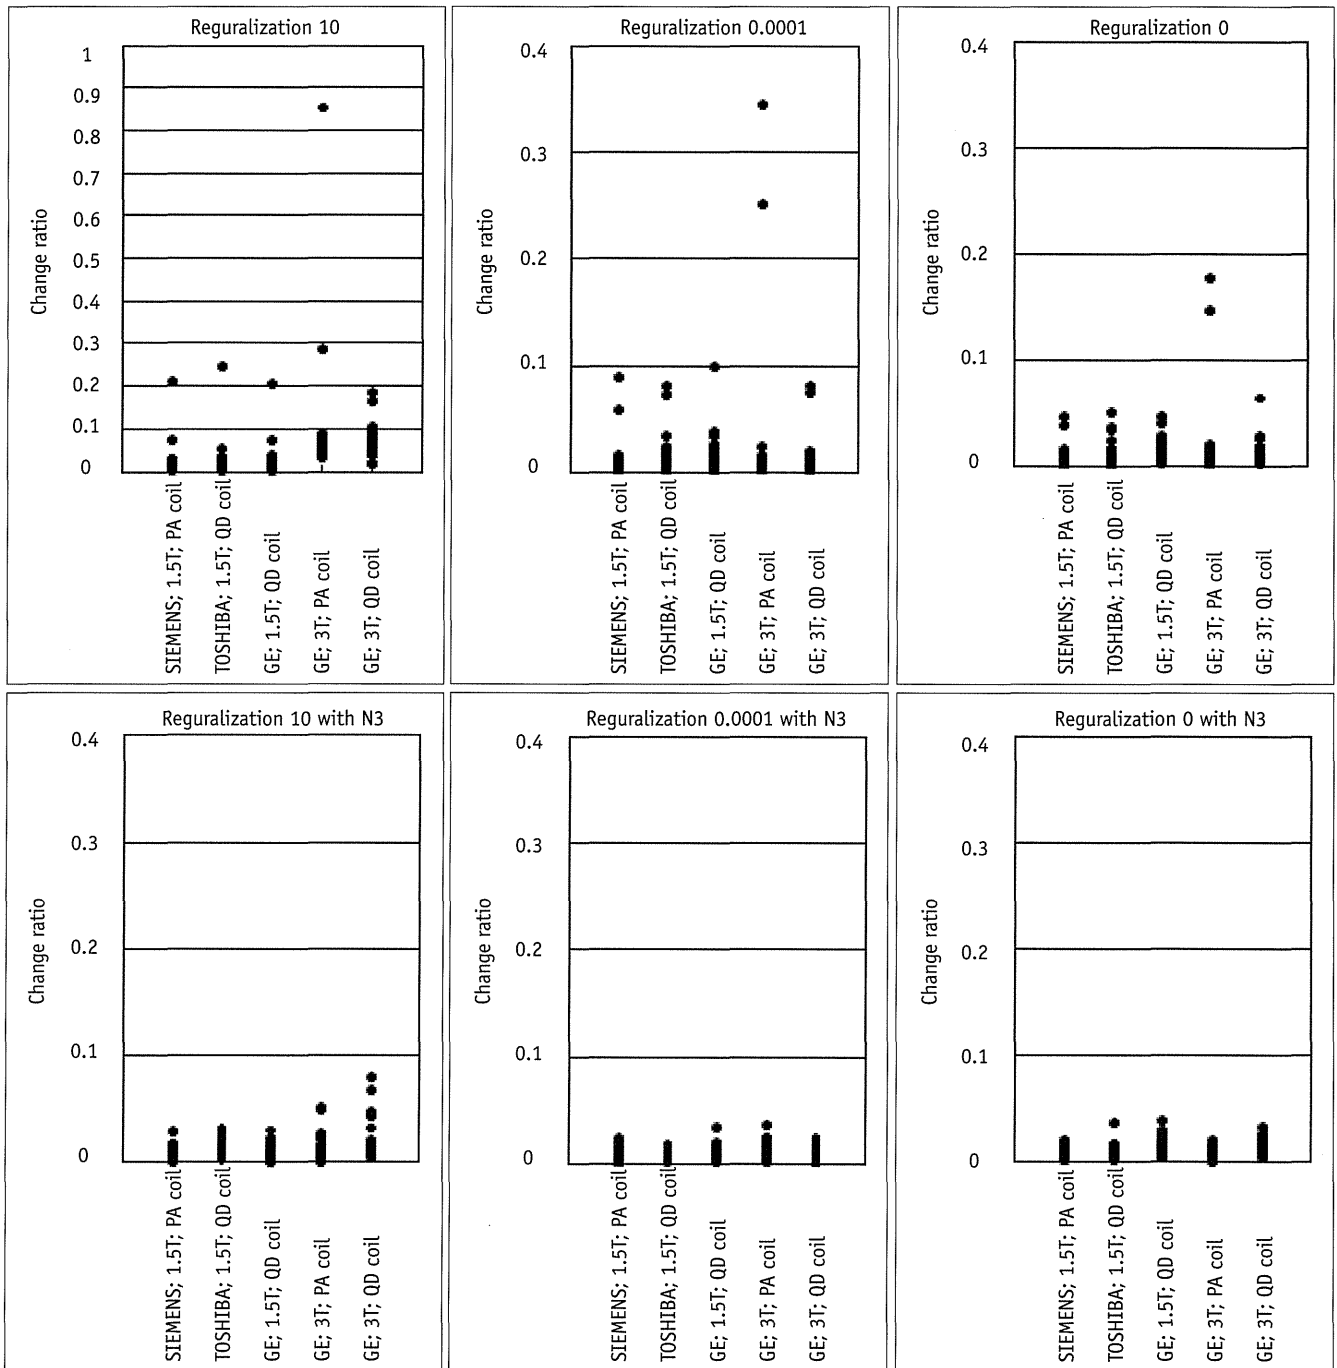 Reguralization 10
Change ratio
1
0.9
0.8
0.7
0.6
0.5
0.4
0.3
0.2
0.1
0
SIEMENS; 1.5T; PA coil
TOSHIBA; 1.5T; QD coil
GE; 1.5T; QD coil
GE; 3T; PA coil
GE; 3T; QD coil
Reguralization 0.0001
Change ratio
0.4
0.3
0.2
0.1
0
SIEMENS; 1.5T; PA coil
TOSHIBA; 1.5T; QD coil
GE; 1.5T; QD coil
GE; 3T; PA coil
GE; 3T; QD coil
Reguralization 0
Change ratio
0.4
0.3
0.2
0.1
0
SIEMENS; 1.5T; PA coil
TOSHIBA; 1.5T; QD coil
GE; 1.5T; QD coil
GE; 3T; PA coil
GE; 3T; QD coil
Reguralization 10 with N3
Change ratio
0.4
0.3
0.2
0.1
0
SIEMENS; 1.5T; PA coil
TOSHIBA; 1.5T; QD coil
GE; 1.5T; QD coil
GE; 3T; PA coil
GE; 3T; QD coil
Reguralization 0.0001 with N3
Change ratio
0.4
0.3
0.2
0.1
0
SIEMENS; 1.5T; PA coil
TOSHIBA; 1.5T; QD coil
GE; 1.5T; QD coil
GE; 3T; PA coil
GE; 3T; QD coil
Reguralization 0 with N3
Change ratio
0.4
0.3
0.2
0.1
0
SIEMENS; 1.5T; PA coil
TOSHIBA; 1.5T; QD coil
GE; 1.5T; QD coil
GE; 3T; PA coil
GE; 3T; QD coil